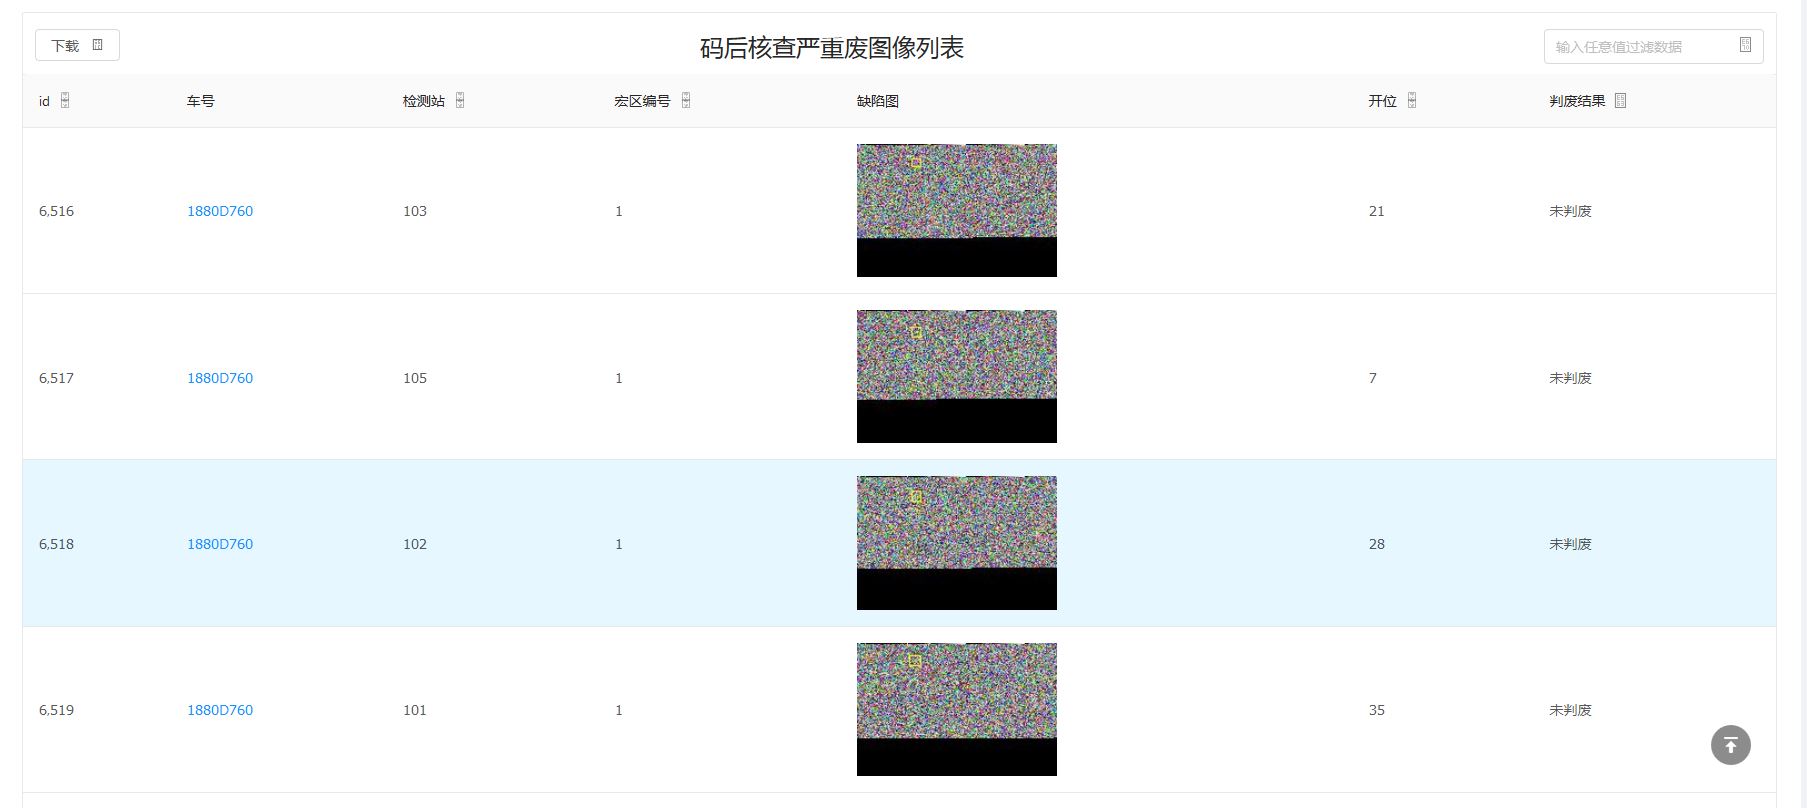 下载
码后核查严重废图像列表
输入任意值过滤数据
id 车号 检测站 宏区编号 缺陷图 开位 判废结果
6,516 1880D760 103 1 21 未判废
6,517 1880D760 105 1 7 未判废
6,518 1880D760 102 1 28 未判废
6,519 1880D760 101 1 35 未判废